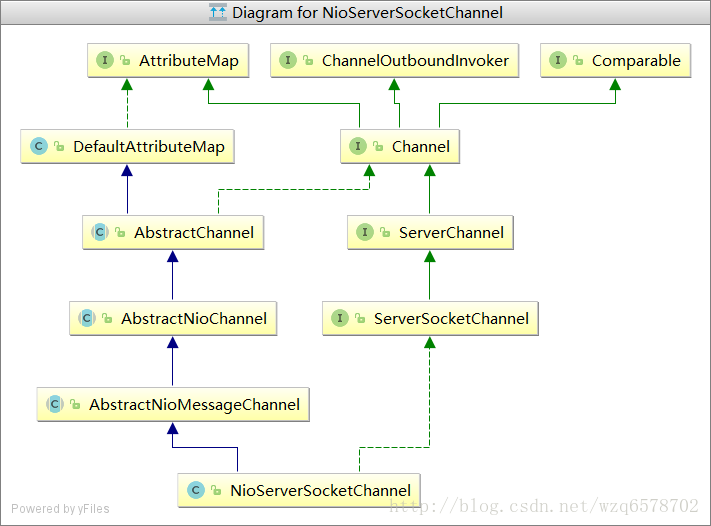 Diagram for NioServerSocketChannel
I AttributeMap
I ChannelOutboundInvoker
I Comparable
C DefaultAttributeMap
I Channel
C AbstractChannel
I ServerChannel
C AbstractNioChannel
I ServerSocketChannel
C AbstractNioMessageChannel
C NioServerSocketChannel
Powered by yFiles
http://blog.csdn.net/wzq6578702